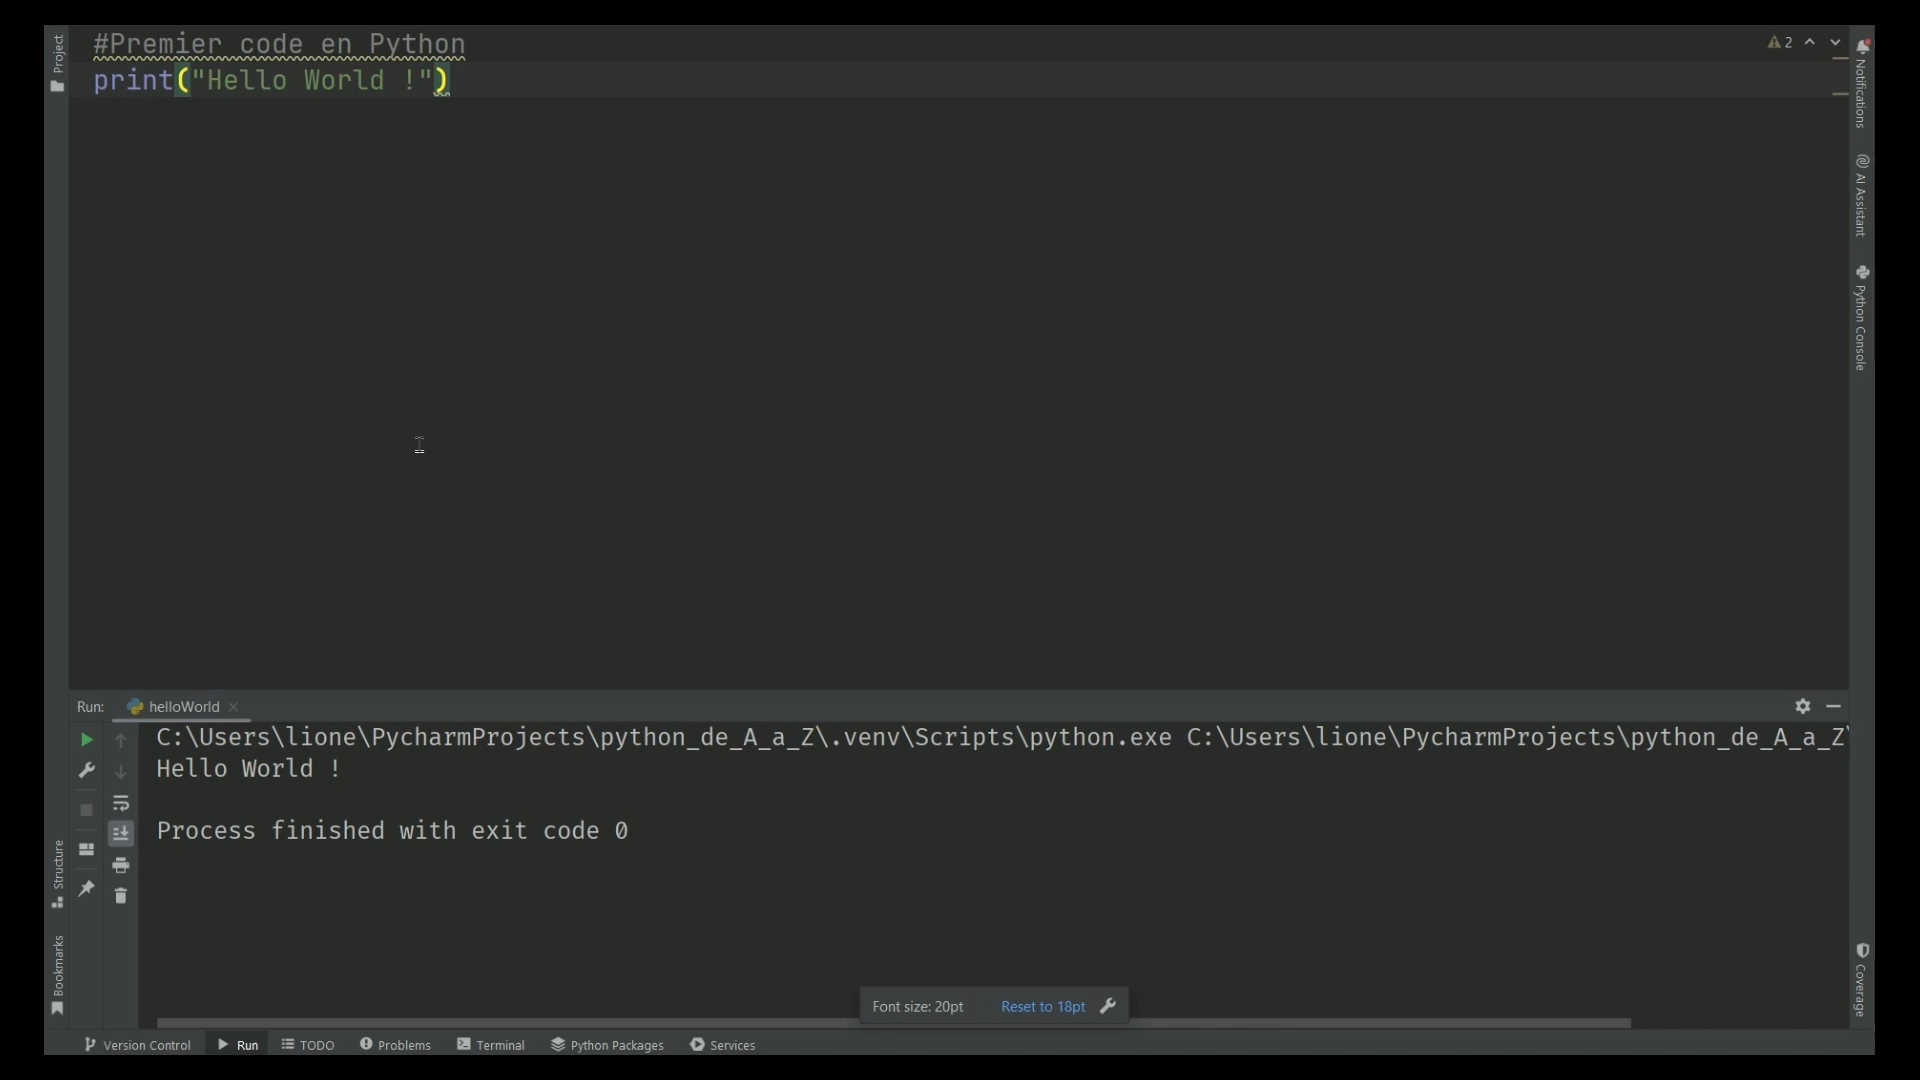 Project
#Premier code en Python
print("Hello World !")
2
Notifications
AI Assistant
Python Console
Run:
helloWorld
C:\Users\lione\PycharmProjects\python_de_A_a_Z\.venv\Scripts\python.exe C:\Users\lione\PycharmProjects\python_de_A_a_Z\
Hello World !
Process finished with exit code 0
Structure
Bookmarks
Coverage
Font size: 20pt
Reset to 18pt
Version Control
Run
TODO
Problems
Terminal
Python Packages
Services